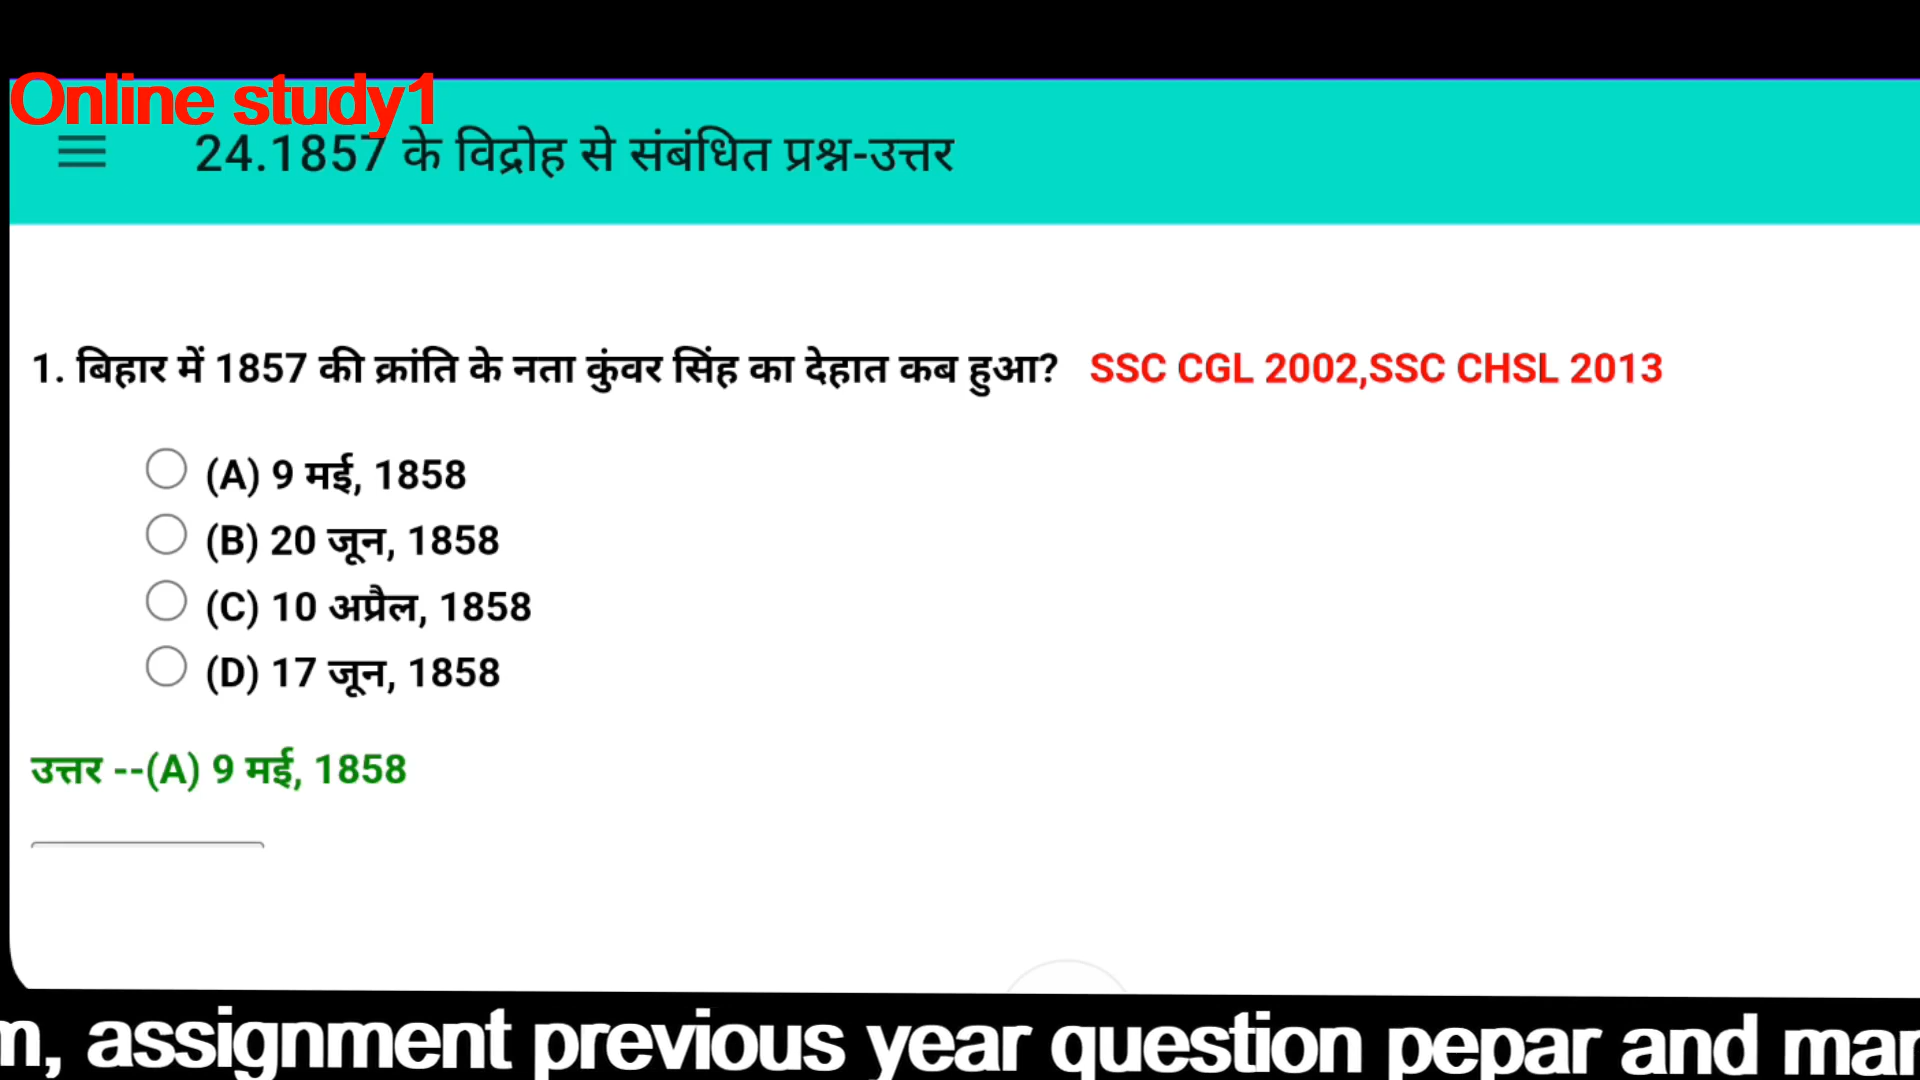 Online study1
24.1857 के विद्रोह से संबंधित प्रश्न-उत्तर
1. बिहार में 1857 की क्रांति के नता कुंवर सिंह का देहात कब हुआ? SSC CGL 2002,SSC CHSL 2013
(A) 9 मई, 1858
(B) 20 जून, 1858
(C) 10 अप्रैल, 1858
(D) 17 जून, 1858
उत्तर --(A) 9 मई, 1858
assignment previous year question pepar and